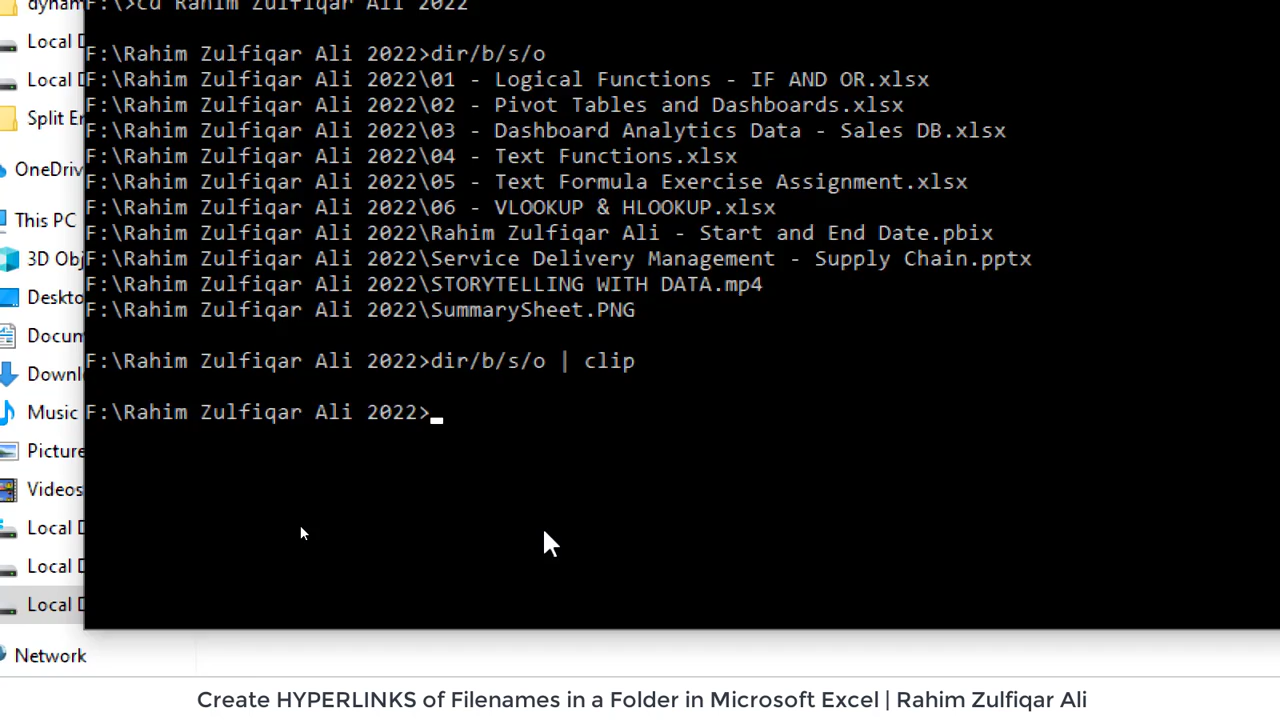 dynam
F:\>cd Rahim Zulfiqar Ali 2022
Local D
F:\Rahim Zulfiqar Ali 2022>dir/b/s/o
Local D
F:\Rahim Zulfiqar Ali 2022\01 - Logical Functions - IF AND OR.xlsx
F:\Rahim Zulfiqar Ali 2022\02 - Pivot Tables and Dashboards.xlsx
Split Er
F:\Rahim Zulfiqar Ali 2022\03 - Dashboard Analytics Data - Sales DB.xlsx
F:\Rahim Zulfiqar Ali 2022\04 - Text Functions.xlsx
OneDriv
F:\Rahim Zulfiqar Ali 2022\05 - Text Formula Exercise Assignment.xlsx
F:\Rahim Zulfiqar Ali 2022\06 - VLOOKUP & HLOOKUP.xlsx
This PC
F:\Rahim Zulfiqar Ali 2022\Rahim Zulfiqar Ali - Start and End Date.pbix
3D Obj
F:\Rahim Zulfiqar Ali 2022\Service Delivery Management - Supply Chain.pptx
F:\Rahim Zulfiqar Ali 2022\STORYTELLING WITH DATA.mp4
Deskto
F:\Rahim Zulfiqar Ali 2022\SummarySheet.PNG
Docum
F:\Rahim Zulfiqar Ali 2022>dir/b/s/o | clip
Downl
Music
F:\Rahim Zulfiqar Ali 2022>
Picture
Videos
Local D
Local D
Local D
Network
Create HYPERLINKS of Filenames in a Folder in Microsoft Excel | Rahim Zulfiqar Ali